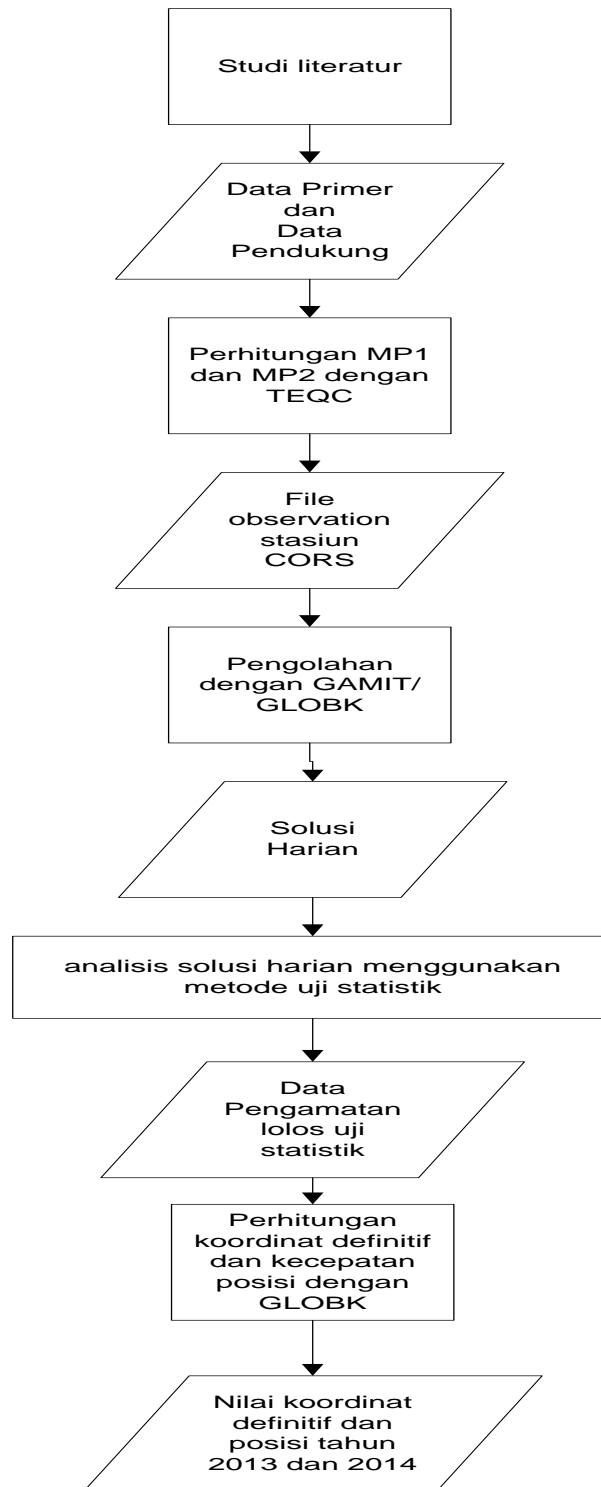 Studi literatur
Data Primer
dan
Data
Pendukung
Perhitungan MP1
dan MP2 dengan
TEQC
File
observation
stasiun
CORS
Pengolahan
dengan GAMIT/
GLOBK
Solusi
Harian
analisis solusi harian menggunakan
metode uji statistik
Data
Pengamatan
lolos uji
statistik
Perhitungan
koordinat definitif
dan kecepatan
posisi dengan
GLOBK
Nilai koordinat
definitif dan
posisi tahun
2013 dan 2014